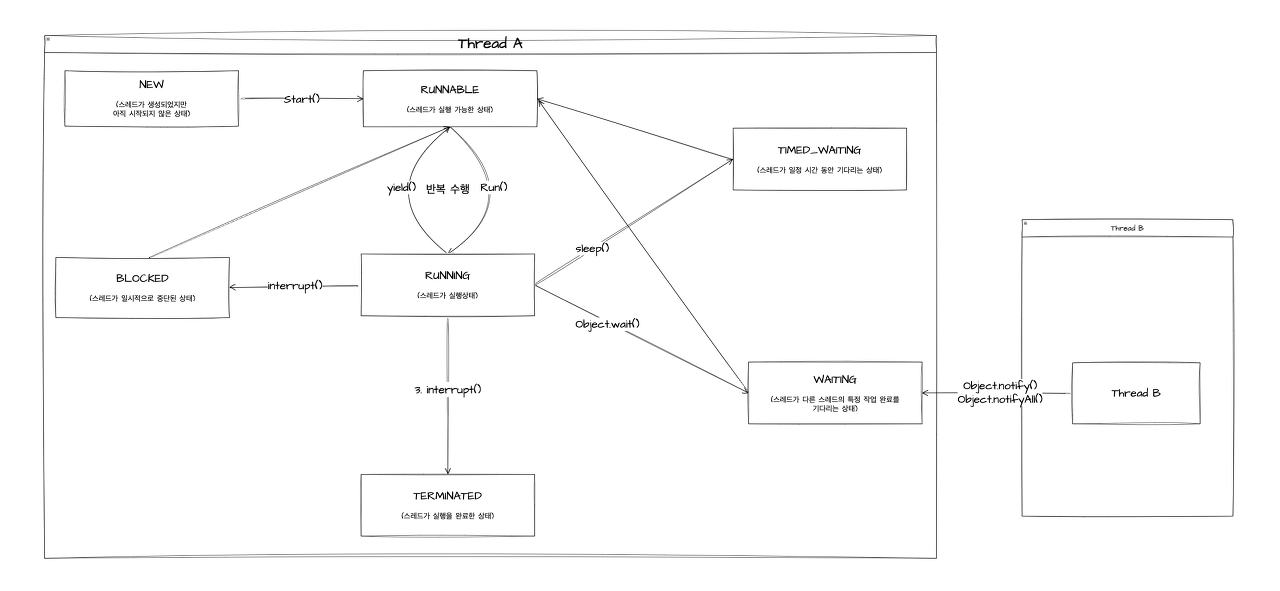 Thread A
NEW
(스레드가 생성되었지만
아직 시작되지 않은 상태)
Start()
RUNNABLE
(스레드가 실행 가능한 상태)
TIMED_WAITING
(스레드가 일정 시간 동안 기다리는 상태)
yield()
반복 수행
Run()
Thread B
sleep()
BLOCKED
(스레드가 일시적으로 중단된 상태)
interrupt()
RUNNING
(스레드가 실행상태)
Object.wait()
WAITING
(스레드가 다른 스레드의 특정 작업 완료를
기다리는 상태)
Object.notify()
Object.notifyAll()
Thread B
3. interrupt()
TERMINATED
(스레드가 실행을 완료한 상태)